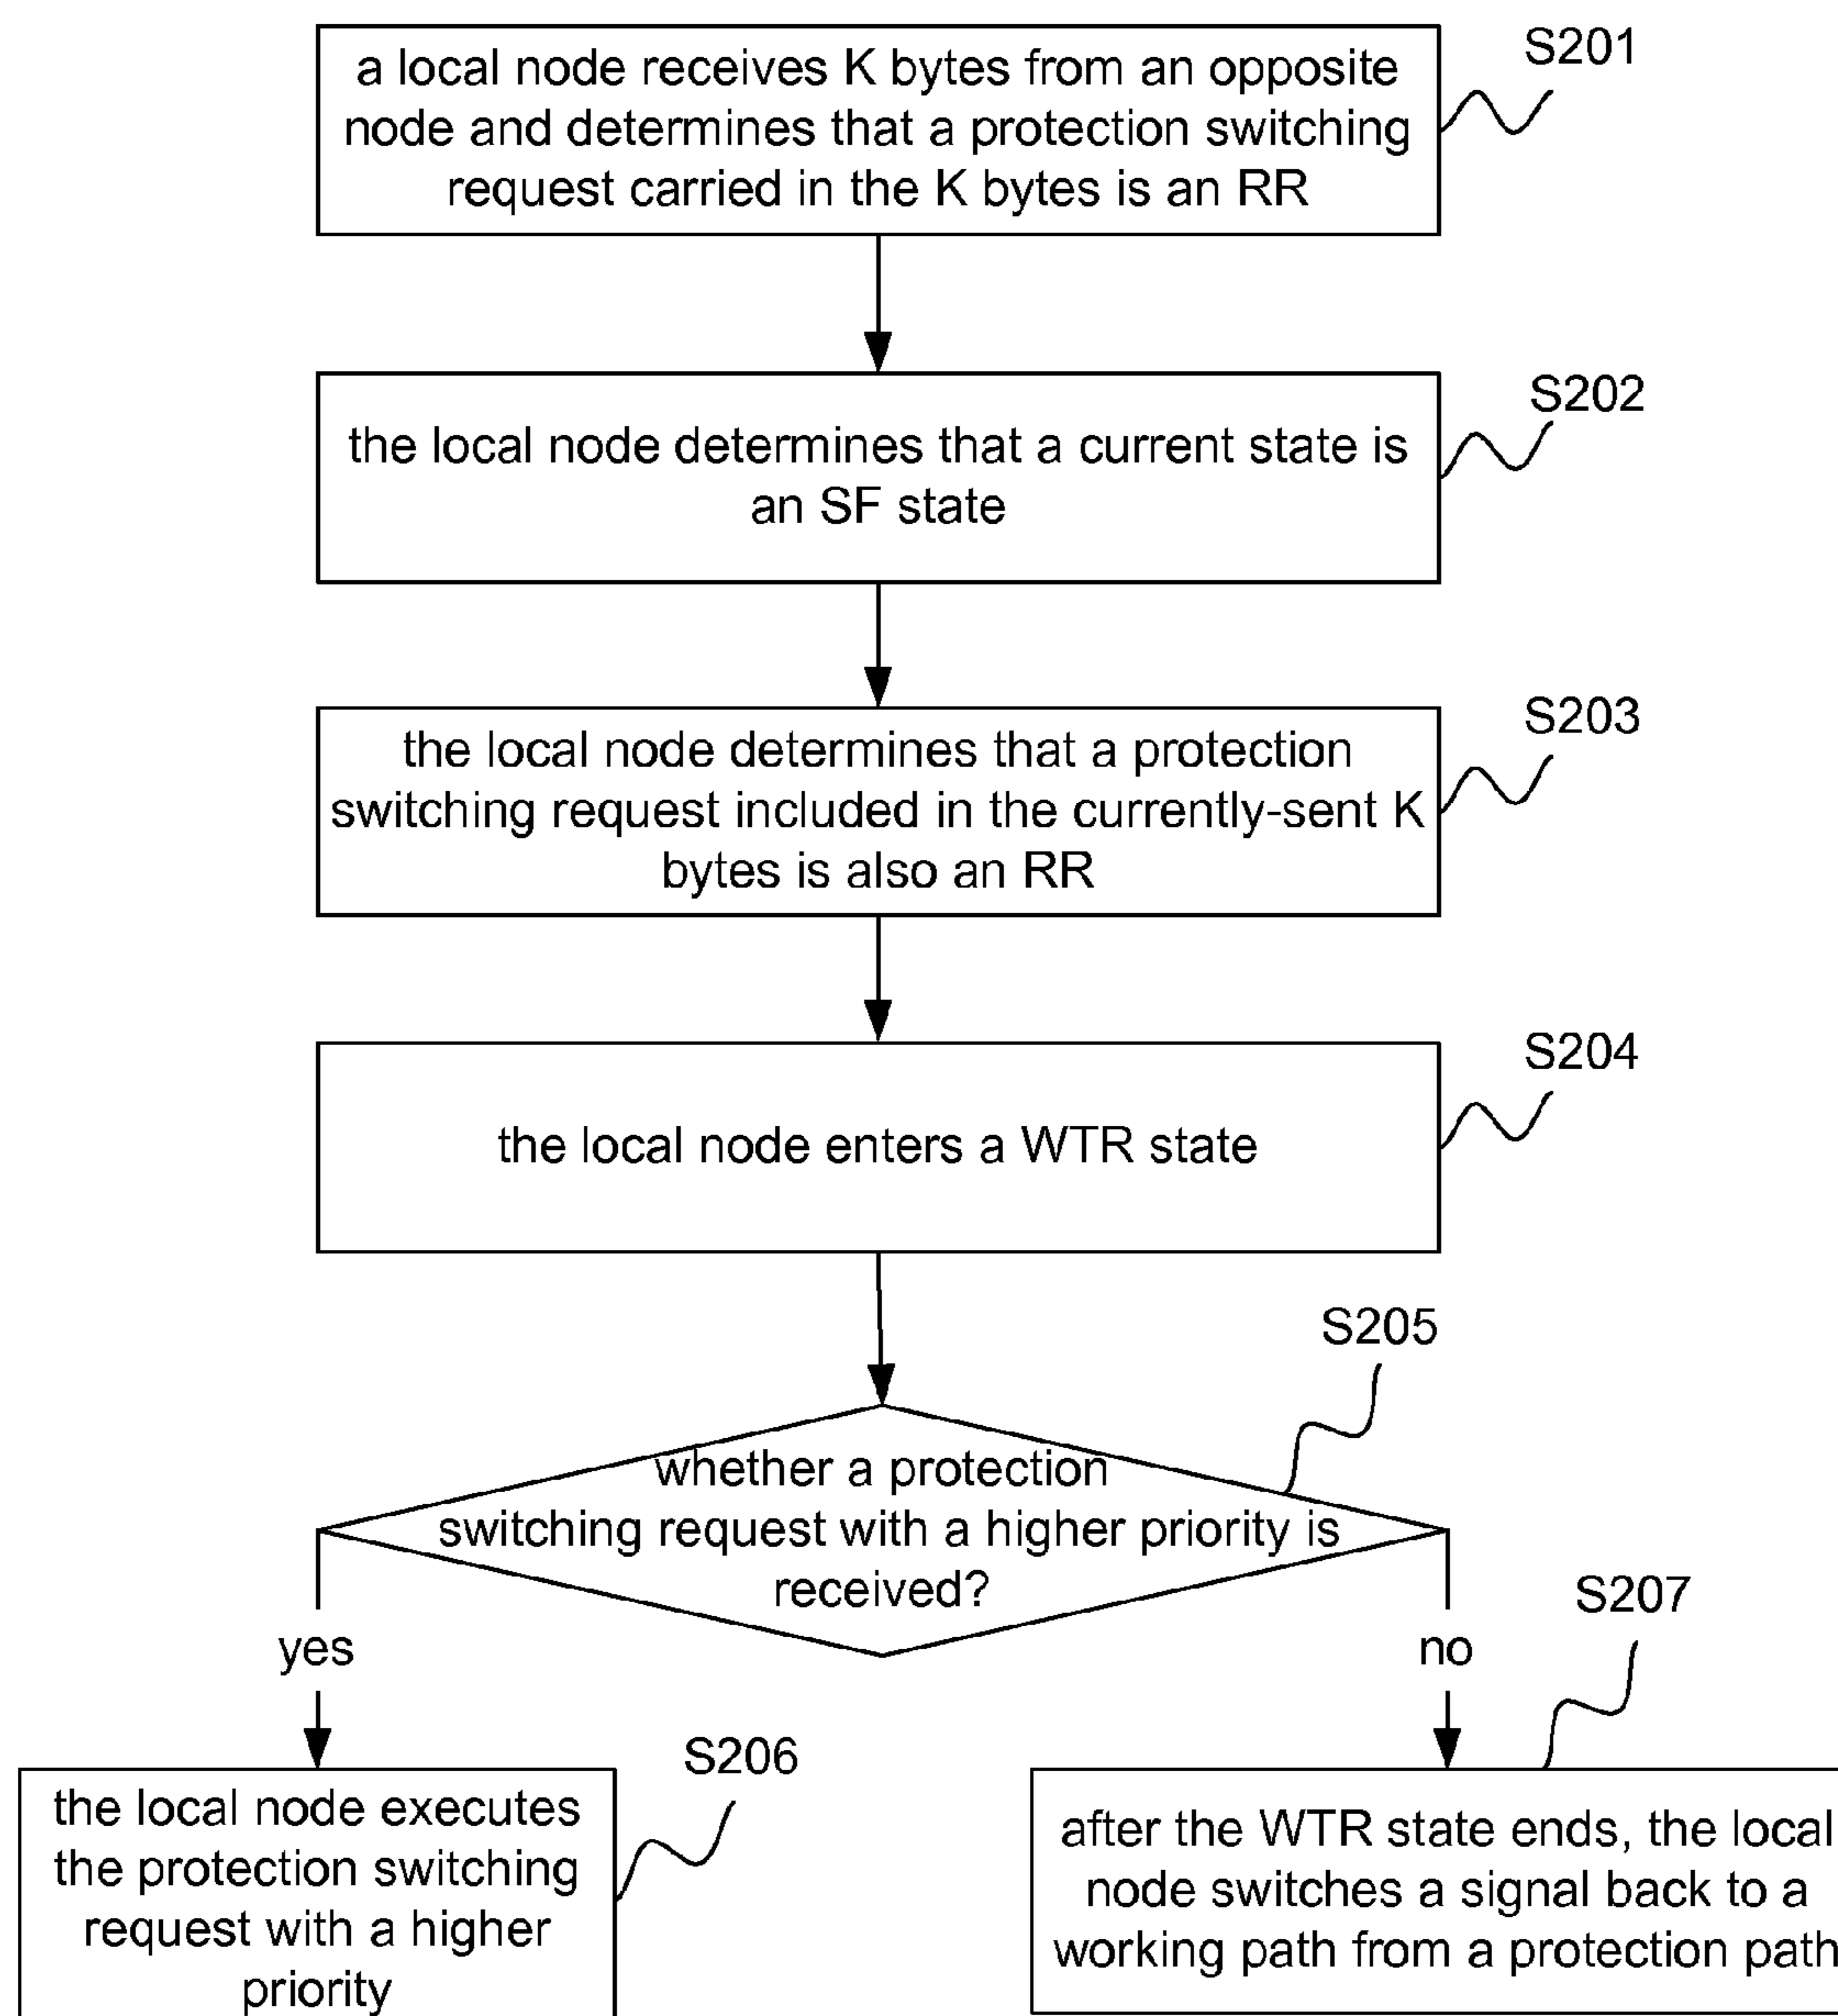 a local node receives K bytes from an opposite
node and determines that a protection switching
request carried in the K bytes is an RR
S201
the local node determines that a current state is
an SF state
S202
the local node determines that a protection
switching request included in the currently-sent K
bytes is also an RR
S203
the local node enters a WTR state
S204
whether a protection
switching request with a higher priority is
received?
S205
yes
no
the local node executes
the protection switching
request with a higher
priority
S206
after the WTR state ends, the local
node switches a signal back to a
working path from a protection path
S207